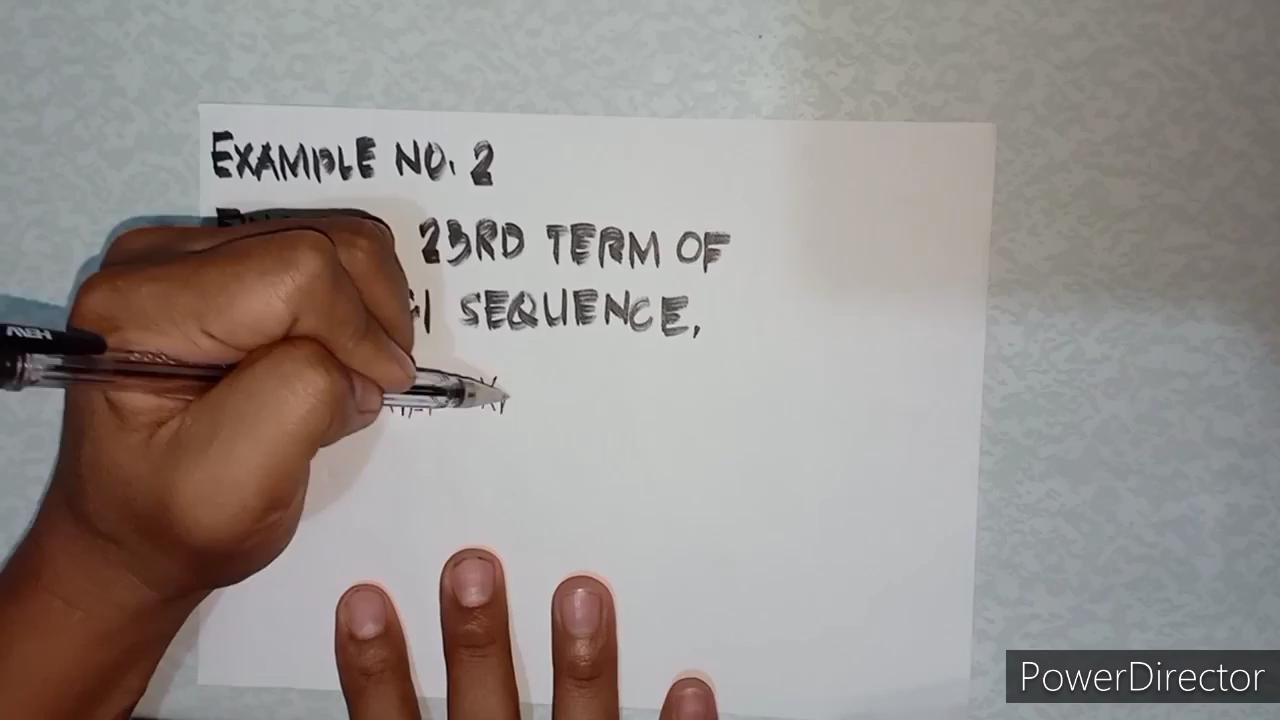 EXAMPLE NO. 2
23RD TERM OF
SEQUENCE,
PowerDirector